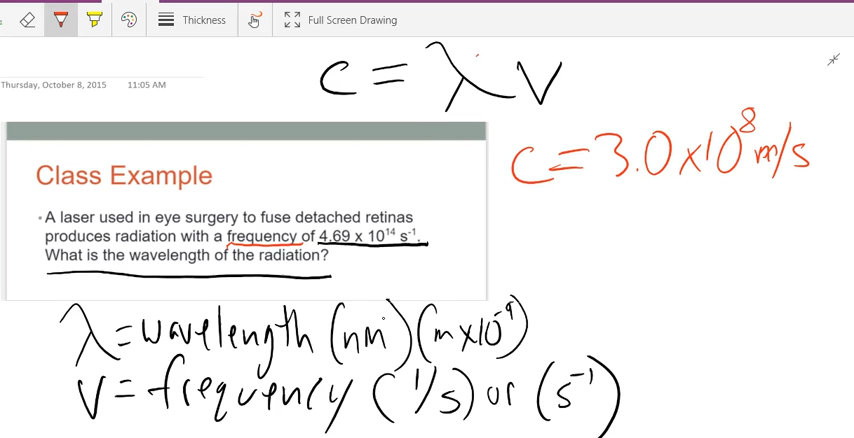 Thickness
Full Screen Drawing
c = λ ν
Thursday, October 8, 2015 11:05 AM
c = 3.0 x 10⁸ m/s
Class Example
• A laser used in eye surgery to fuse detached retinas
produces radiation with a frequency of 4.69 x 10¹⁴ s⁻¹.
What is the wavelength of the radiation?
λ = wavelength (nm) (m x 10⁻⁹)
ν = frequency (1/s) or (s⁻¹)